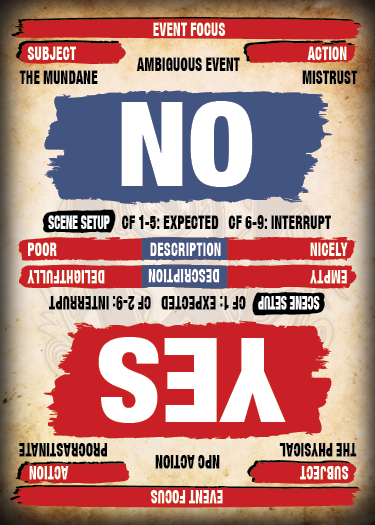 EVENT FOCUS
SUBJECT
AMBIGUOUS EVENT
ACTION
THE MUNDANE
MISTRUST
NO
SCENE SETUP CF 1-5: EXPECTED CF 6-9: INTERRUPT
POOR DESCRIPTION NICELY
EVENT FOCUS
SUBJECT
NPC ACTION
ACTION
THE PHYSICAL
PROCRASTINATE
YES
SCENE SETUP CF 1: EXPECTED CF 2-9: INTERRUPT
EMPTY DESCRIPTION DELIGHTFULLY